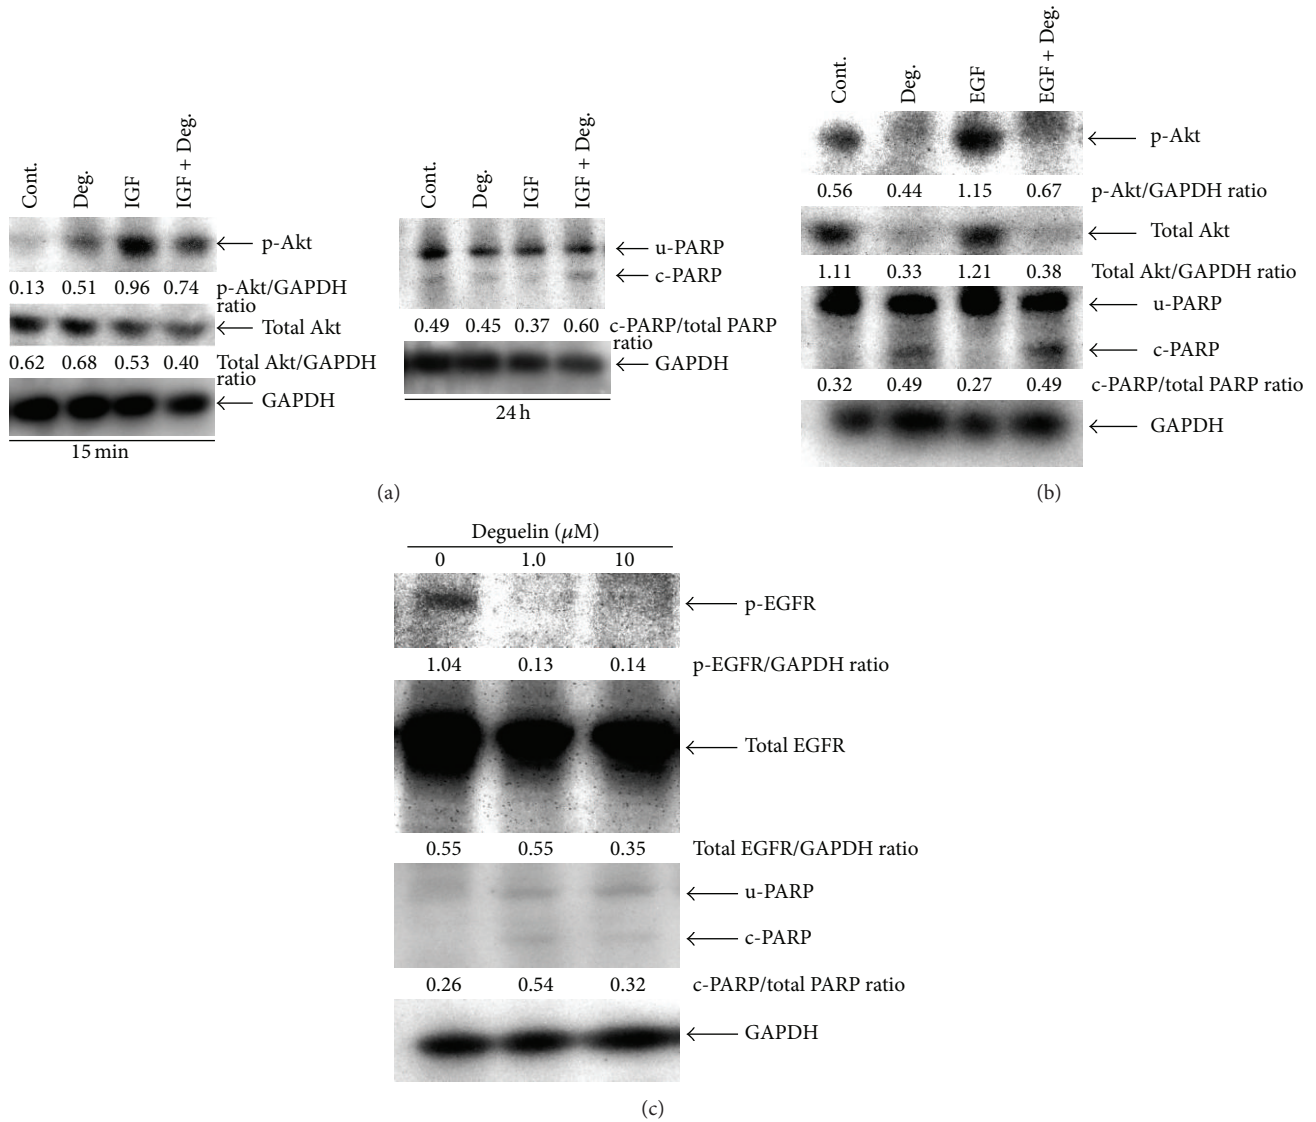 Cont.
Deg.
IGF
IGF + Deg.
p-Akt
0.13 0.51 0.96 0.74 p-Akt/GAPDH
ratio
Total Akt
0.62 0.68 0.53 0.40 Total Akt/GAPDH
ratio
GAPDH
15 min
Cont.
Deg.
IGF
IGF + Deg.
u-PARP
c-PARP
0.49 0.45 0.37 0.60 c-PARP/total PARP
ratio
GAPDH
24 h
(a)
Cont.
Deg.
EGF
EGF + Deg.
p-Akt
0.56 0.44 1.15 0.67 p-Akt/GAPDH ratio
Total Akt
1.11 0.33 1.21 0.38 Total Akt/GAPDH ratio
u-PARP
c-PARP
0.32 0.49 0.27 0.49 c-PARP/total PARP ratio
GAPDH
(b)
Deguelin (μM)
0 1.0 10
p-EGFR
1.04 0.13 0.14 p-EGFR/GAPDH ratio
Total EGFR
0.55 0.55 0.35 Total EGFR/GAPDH ratio
u-PARP
c-PARP
0.26 0.54 0.32 c-PARP/total PARP ratio
GAPDH
(c)